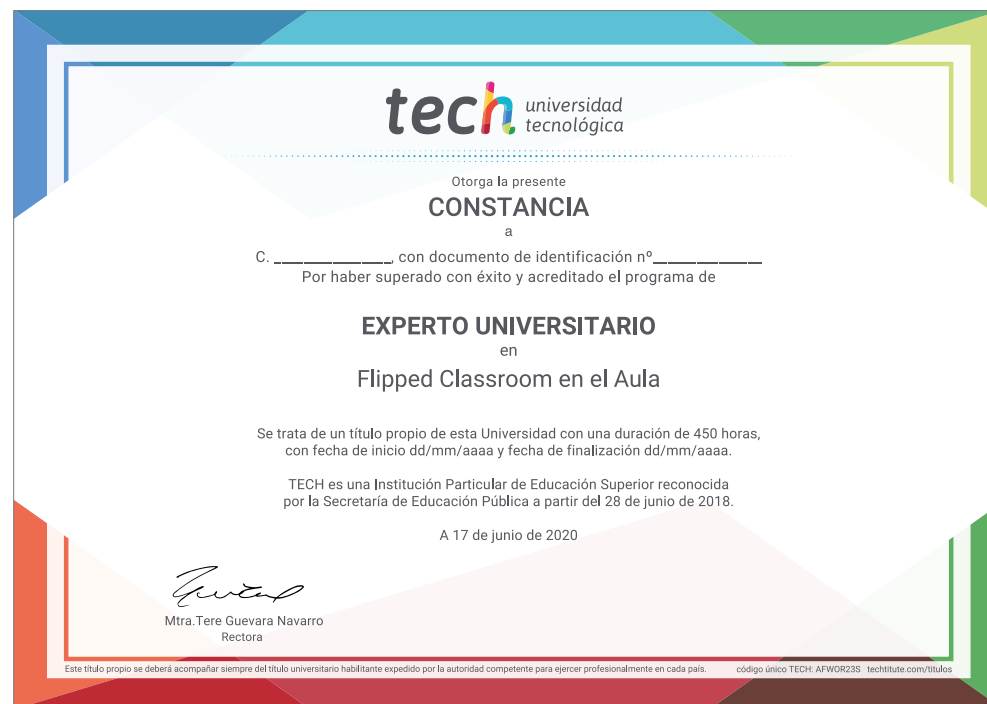 tech universidad
tecnológica
Otorga la presente
CONSTANCIA
a
C. ________________, con documento de identificación nº_______________
Por haber superado con éxito y acreditado el programa de
EXPERTO UNIVERSITARIO
en
Flipped Classroom en el Aula
Se trata de un título propio de esta Universidad con una duración de 450 horas,
con fecha de inicio dd/mm/aaaa y fecha de finalización dd/mm/aaaa.
TECH es una Institución Particular de Educación Superior reconocida
por la Secretaría de Educación Pública a partir del 28 de junio de 2018.
A 17 de junio de 2020
Mtra.Tere Guevara Navarro
Rectora
Este título propio se deberá acompañar siempre del título universitario habilitante expedido por la autoridad competente para ejercer profesionalmente en cada país. código único TECH: AFWOR23S techtitute.com/titulos